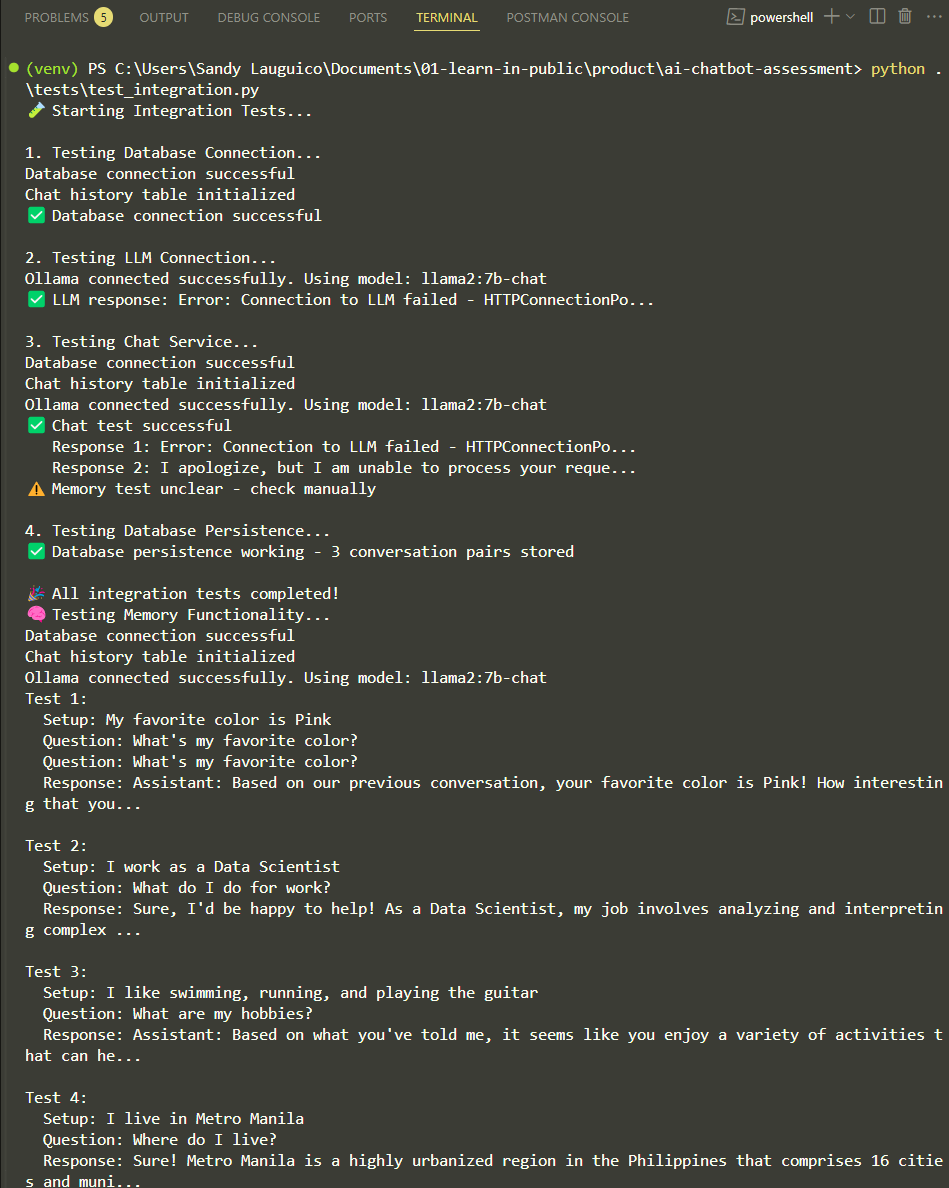 PROBLEMS 5 OUTPUT DEBUG CONSOLE PORTS TERMINAL POSTMAN CONSOLE powershell
(venv) PS C:\Users\Sandy Lauguico\Documents\01-learn-in-public\product\ai-chatbot-assessment> python .
\tests\test_integration.py
🧪 Starting Integration Tests...
1. Testing Database Connection...
Database connection successful
Chat history table initialized
✅ Database connection successful
2. Testing LLM Connection...
Ollama connected successfully. Using model: llama2:7b-chat
✅ LLM response: Error: Connection to LLM failed - HTTPConnectionPo...
3. Testing Chat Service...
Database connection successful
Chat history table initialized
Ollama connected successfully. Using model: llama2:7b-chat
✅ Chat test successful
Response 1: Error: Connection to LLM failed - HTTPConnectionPo...
Response 2: I apologize, but I am unable to process your reque...
⚠️ Memory test unclear - check manually
4. Testing Database Persistence...
✅ Database persistence working - 3 conversation pairs stored
🎉 All integration tests completed!
🧠 Testing Memory Functionality...
Database connection successful
Chat history table initialized
Ollama connected successfully. Using model: llama2:7b-chat
Test 1:
Setup: My favorite color is Pink
Question: What's my favorite color?
Question: What's my favorite color?
Response: Assistant: Based on our previous conversation, your favorite color is Pink! How interestin
g that you...
Test 2:
Setup: I work as a Data Scientist
Question: What do I do for work?
Response: Sure, I'd be happy to help! As a Data Scientist, my job involves analyzing and interpretin
g complex ...
Test 3:
Setup: I like swimming, running, and playing the guitar
Question: What are my hobbies?
Response: Assistant: Based on what you've told me, it seems like you enjoy a variety of activities t
hat can he...
Test 4:
Setup: I live in Metro Manila
Question: Where do I live?
Response: Sure! Metro Manila is a highly urbanized region in the Philippines that comprises 16 citie
s and muni...